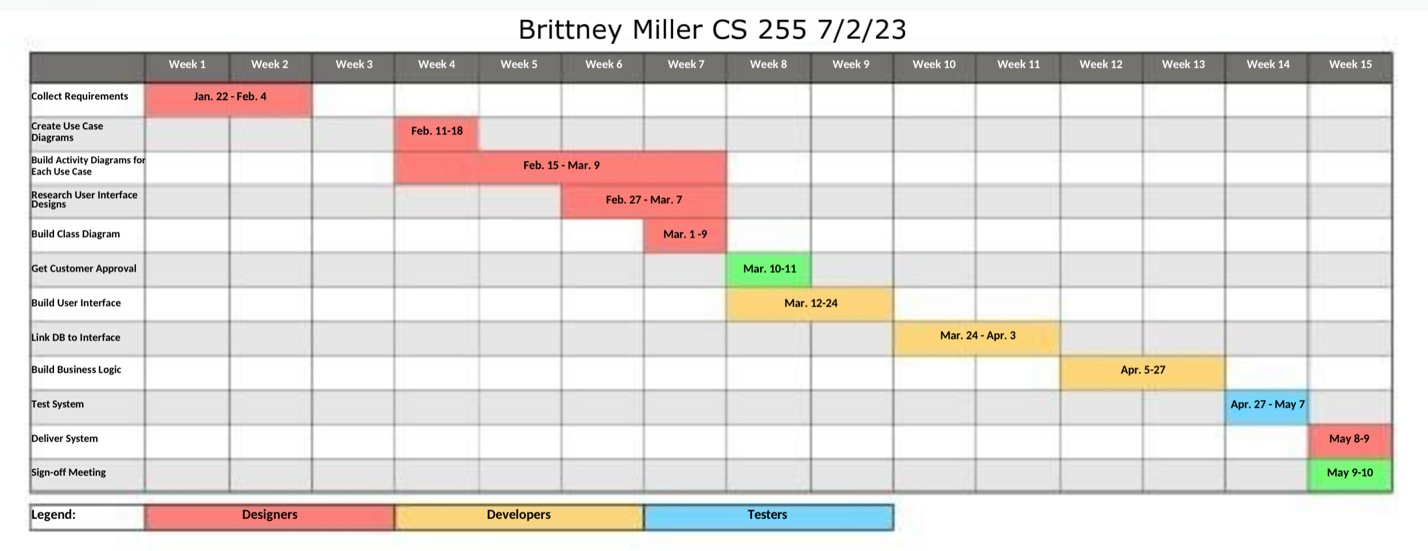 Brittney Miller CS 255 7/2/23
Week 1 Week 2 Week 3 Week 4 Week 5 Week 6 Week 7 Week 8 Week 9 Week 10 Week 11 Week 12 Week 13 Week 14 Week 15
Collect Requirements Jan. 22 - Feb. 4
Create Use Case
Diagrams
Feb. 11-18
Build Activity Diagrams for
Each Use Case
Feb. 15 - Mar. 9
Research User Interface
Designs
Feb. 27 - Mar. 7
Build Class Diagram Mar. 1 -9
Get Customer Approval Mar. 10-11
Build User Interface Mar. 12-24
Link DB to Interface Mar. 24 - Apr. 3
Build Business Logic Apr. 5-27
Test System Apr. 27 - May 7
Deliver System May 8-9
Sign-off Meeting May 9-10
Legend: Designers Developers Testers